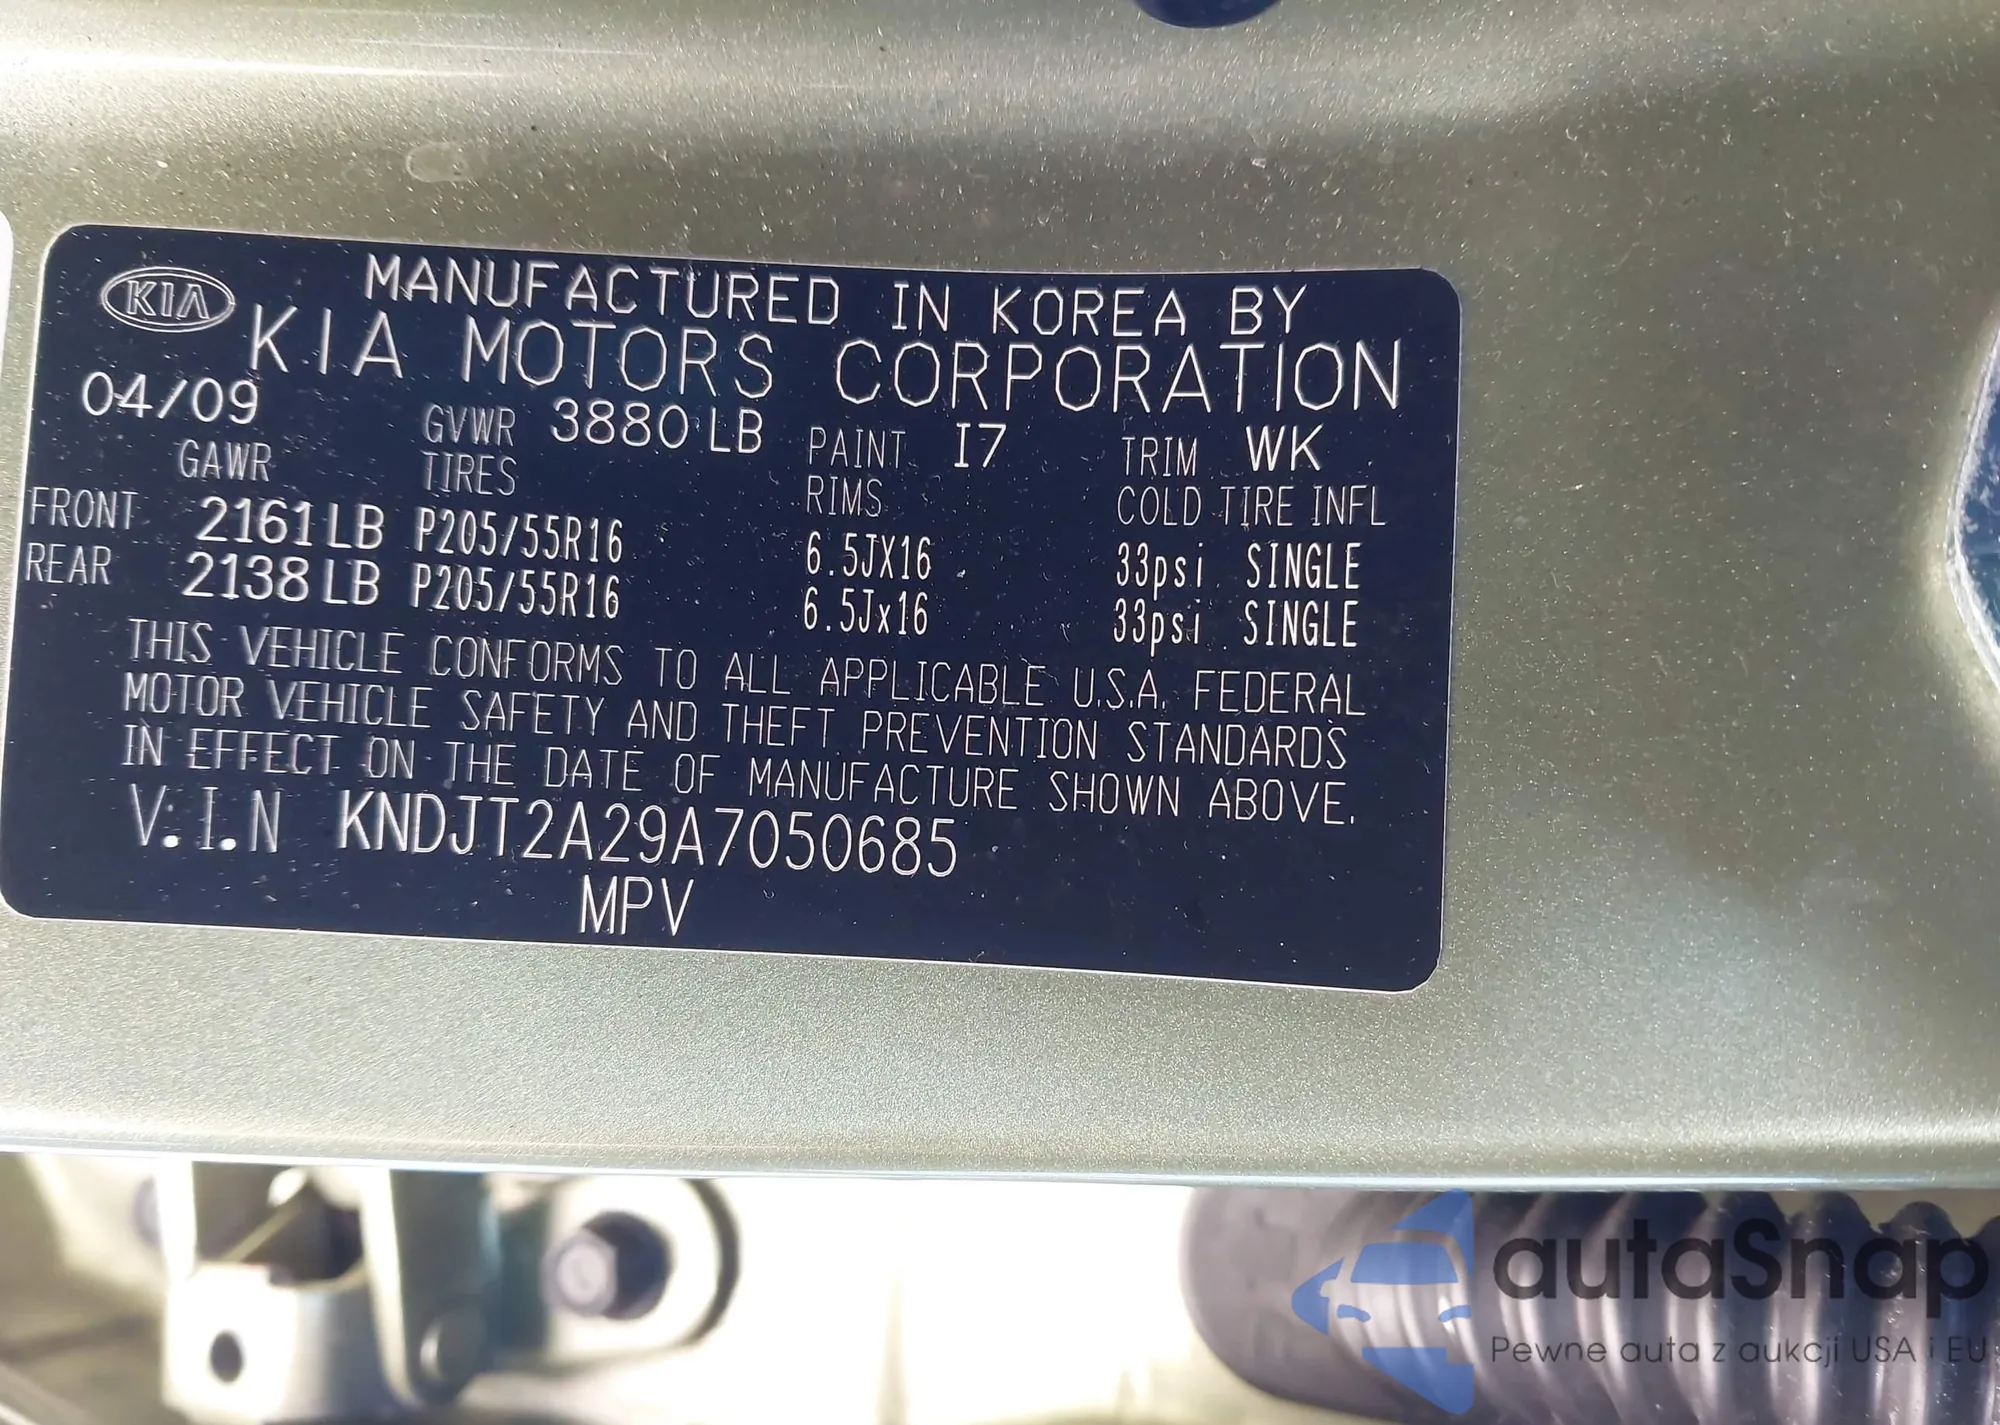 KIA
MANUFACTURED IN KOREA BY
KIA MOTORS CORPORATION
04/09 GVWR 3880 LB PAINT I7 TRIM WK
GAWR TIRES RIMS COLD TIRE INFL
FRONT 2161 LB P205/55R16 6.5JX16 33psi SINGLE
REAR 2138 LB P205/55R16 6.5Jx16 33psi SINGLE
THIS VEHICLE CONFORMS TO ALL APPLICABLE U.S.A. FEDERAL
MOTOR VEHICLE SAFETY AND THEFT PREVENTION STANDARDS
IN EFFECT ON THE DATE OF MANUFACTURE SHOWN ABOVE.
V.I.N KNDJT2A29A7050685
MPV
autaSnap
Pewne auta z aukcji USA i EU